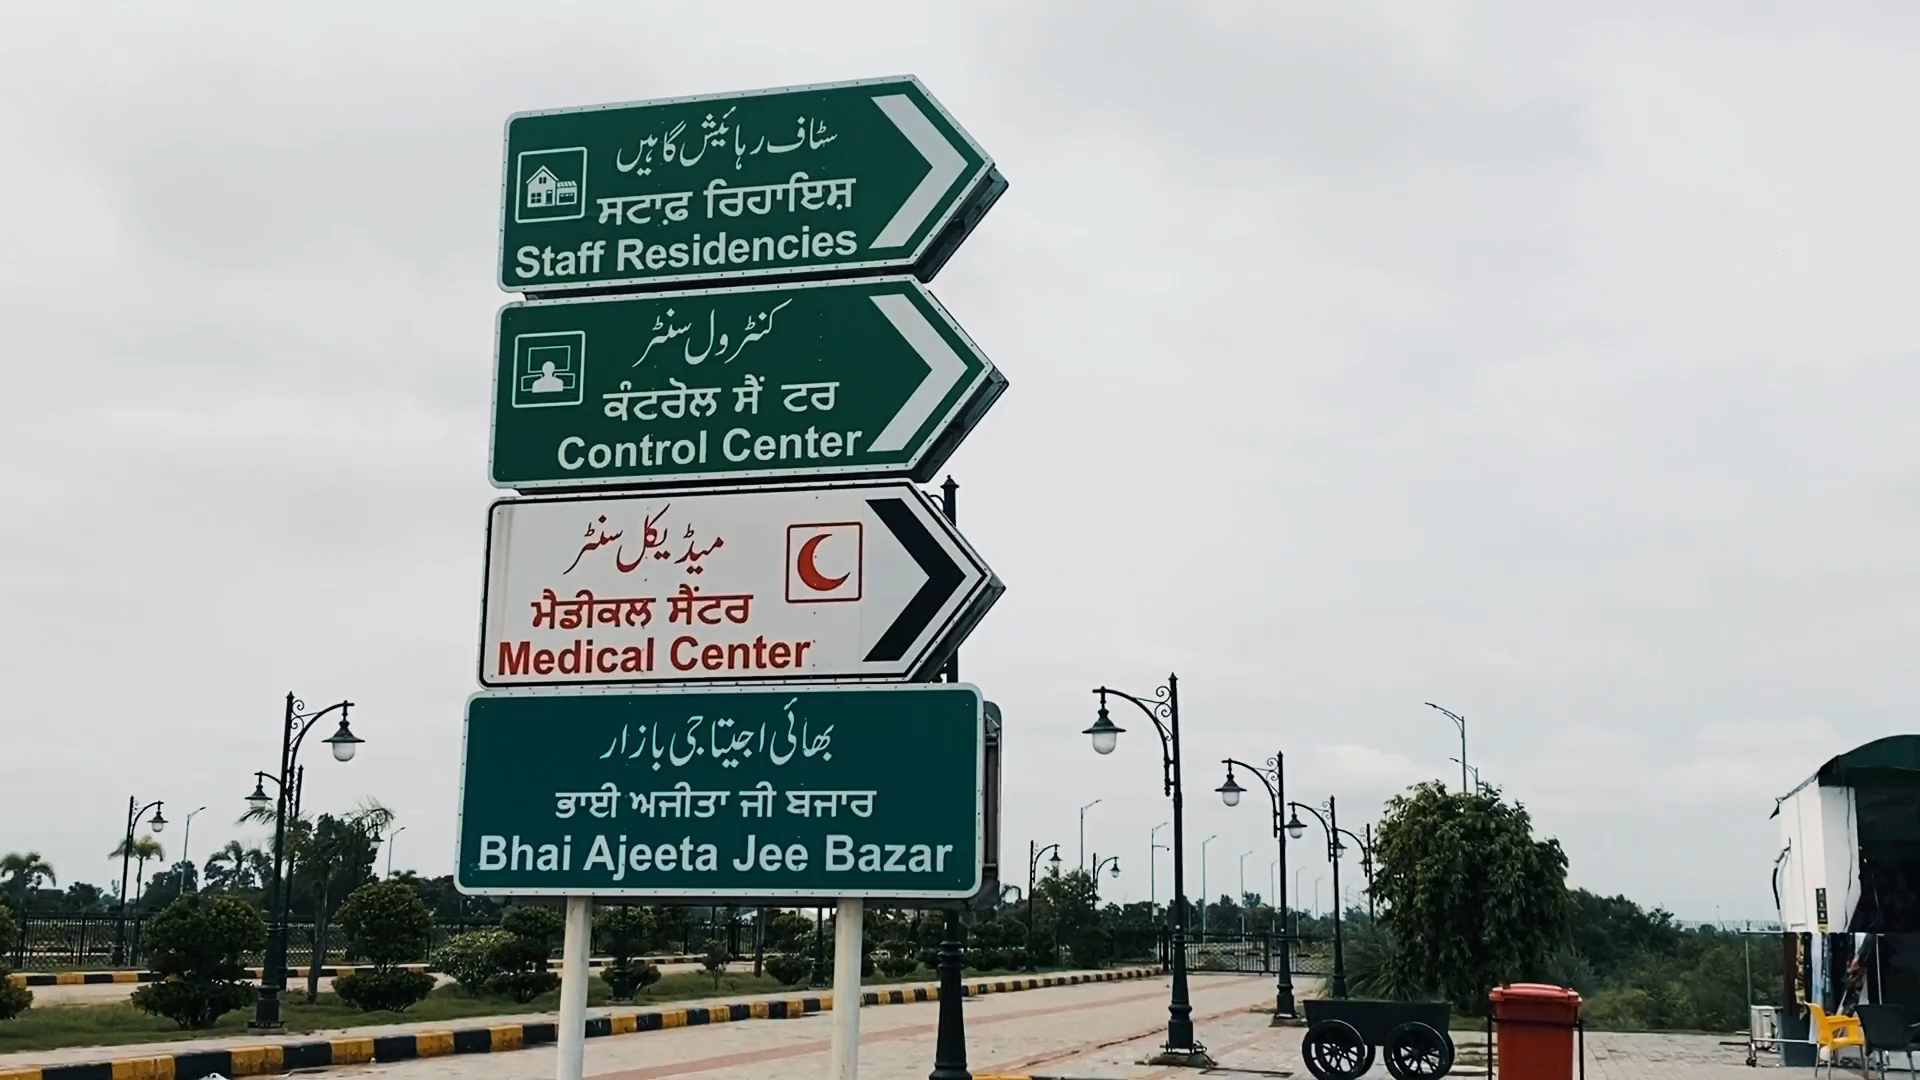 سٹاف رہائیش گاہیں
ਸਟਾਫ਼ ਰਿਹਾਇਸ਼
Staff Residencies
کنٹرول سنٹر
ਕੰਟਰੋਲ ਸੈਂ ਟਰ
Control Center
میڈیکل سنٹر
ਮੈਡੀਕਲ ਸੈਂਟਰ
Medical Center
بھائی اجیتا جی بازار
ਭਾਈ ਅਜੀਤਾ ਜੀ ਬਜਾਰ
Bhai Ajeeta Jee Bazar